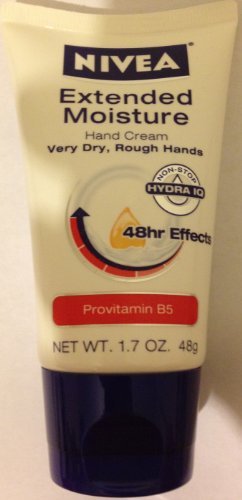 NIVEA
Extended
Moisture
Hand Cream
Very Dry, Rough Hands
NON-STOP
HYDRA IQ
48hr Effects
Provitamin B5
NET WT. 1.7 OZ. 48g